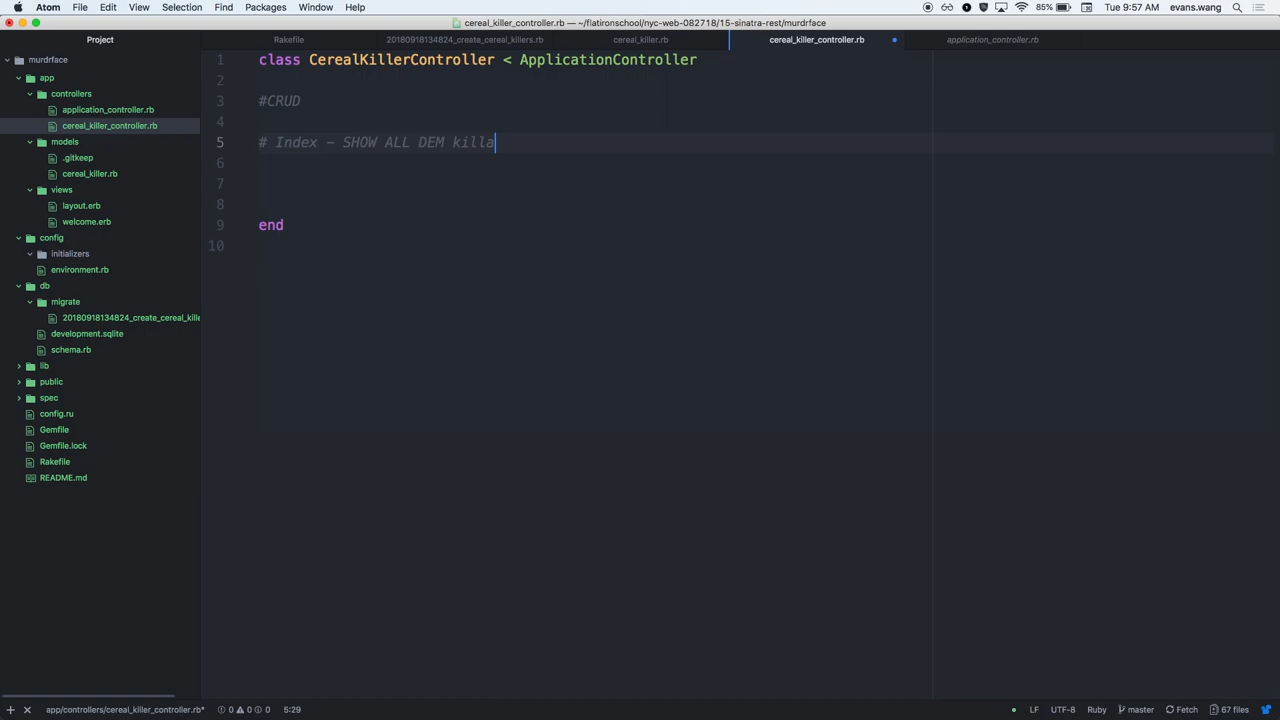 Atom File Edit View Selection Find Packages Window Help 85% Tue 9:57 AM evans.wang
cereal_killer_controller.rb — ~/flatironschool/nyc-web-082718/15-sinatra-rest/murdrface
Project Rakefile 20180918134824_create_cereal_killers.rb cereal_killer.rb cereal_killer_controller.rb application_controller.rb
murdrface
app
controllers
application_controller.rb
cereal_killer_controller.rb
models
.gitkeep
cereal_killer.rb
views
layout.erb
welcome.erb
config
initializers
environment.rb
db
migrate
20180918134824_create_cereal_kille
development.sqlite
schema.rb
lib
public
spec
config.ru
Gemfile
Gemfile.lock
Rakefile
README.md
1 class CerealKillerController < ApplicationController
2
3 #CRUD
4
5 # Index - SHOW ALL DEM killa
6
7
8
9 end
10
app/controllers/cereal_killer_controller.rb* 0 0 0 5:29 LF UTF-8 Ruby master Fetch 67 files